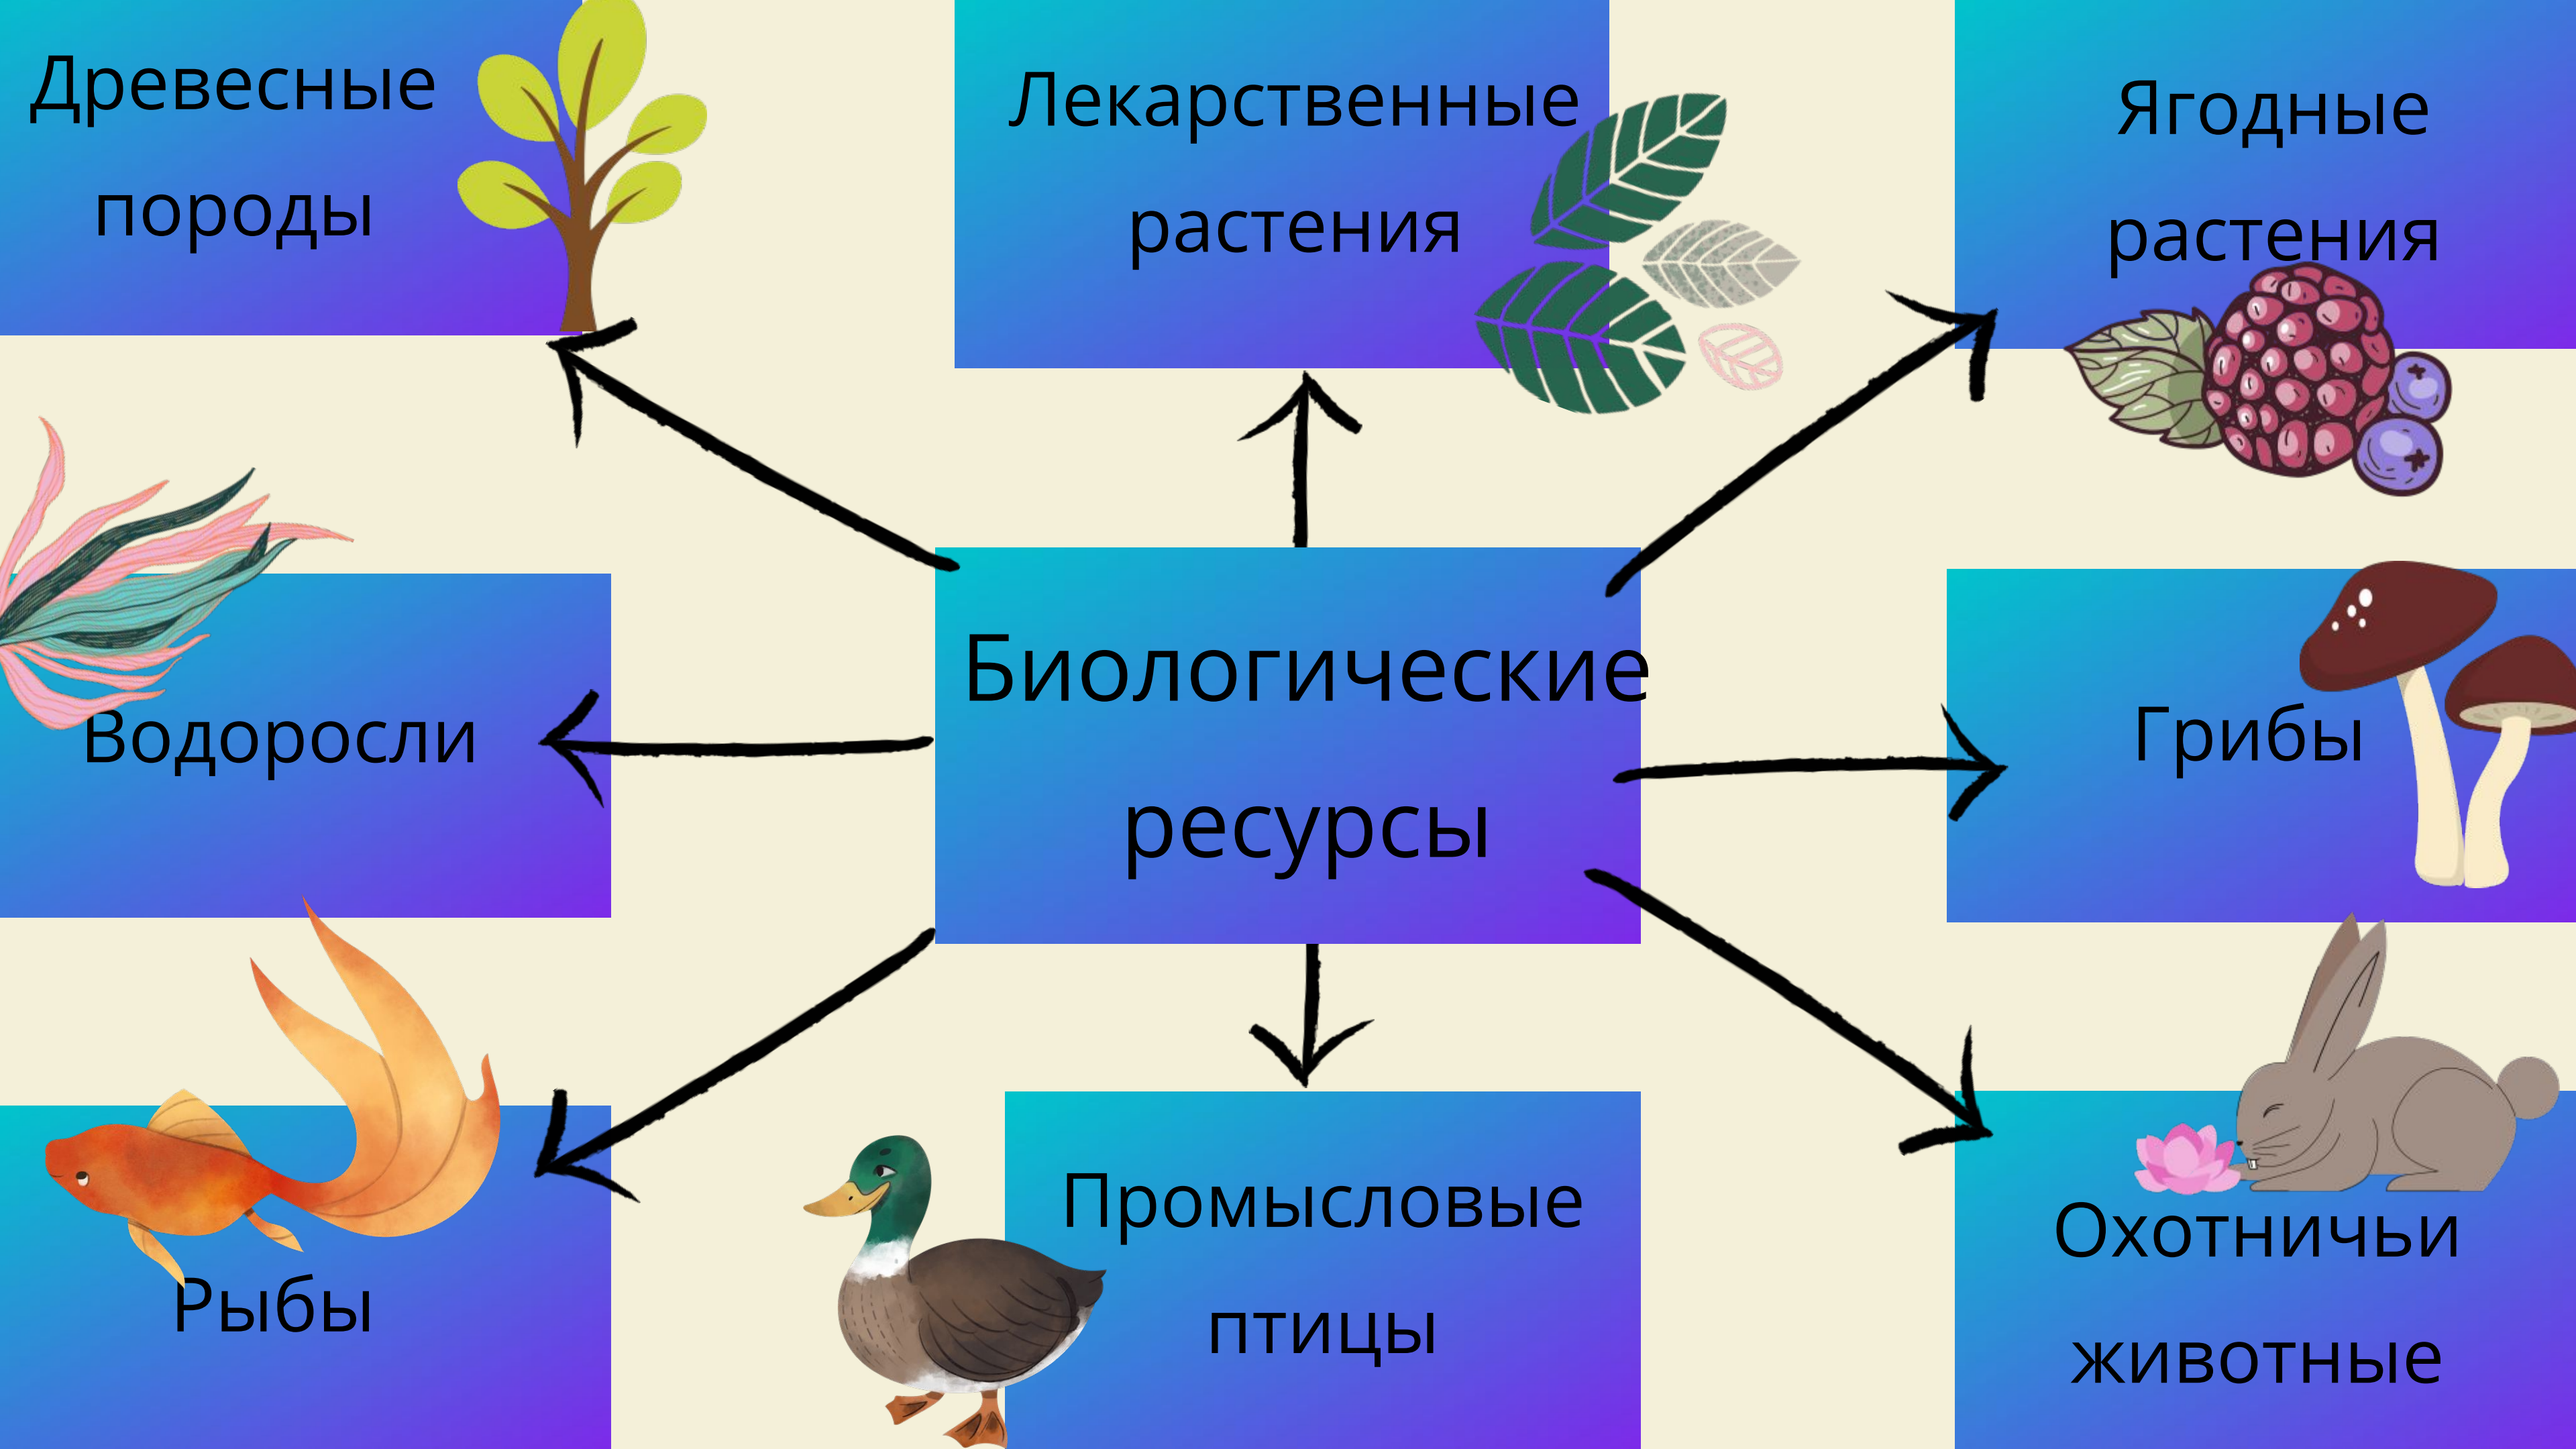 Древесные
породы
Лекарственные
растения
Ягодные
растения
Водоросли
Биологические
ресурсы
Грибы
Рыбы
Промысловые
птицы
Охотничьи
животные